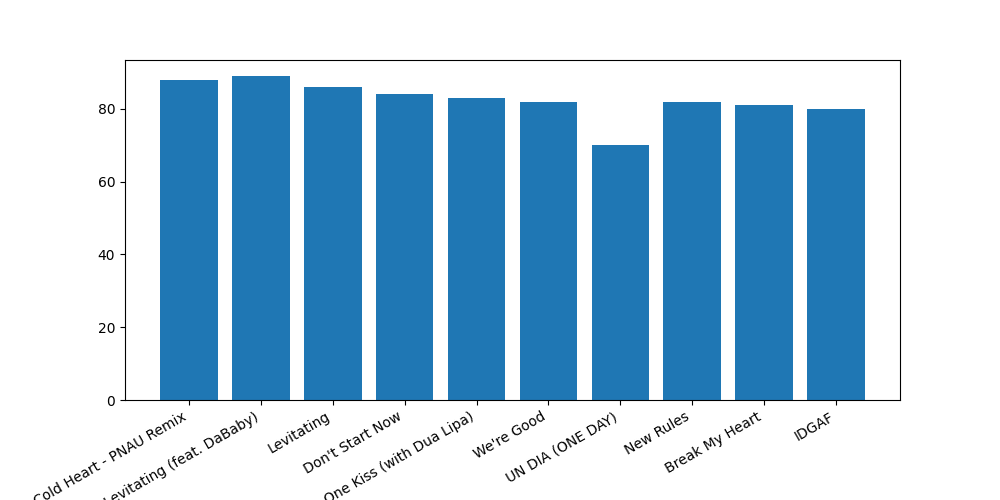 80
60
40
20
0
Cold Heart - PNAU Remix
Levitating (feat. DaBaby)
Levitating
Don't Start Now
One Kiss (with Dua Lipa)
We're Good
UN DIA (ONE DAY)
New Rules
Break My Heart
IDGAF